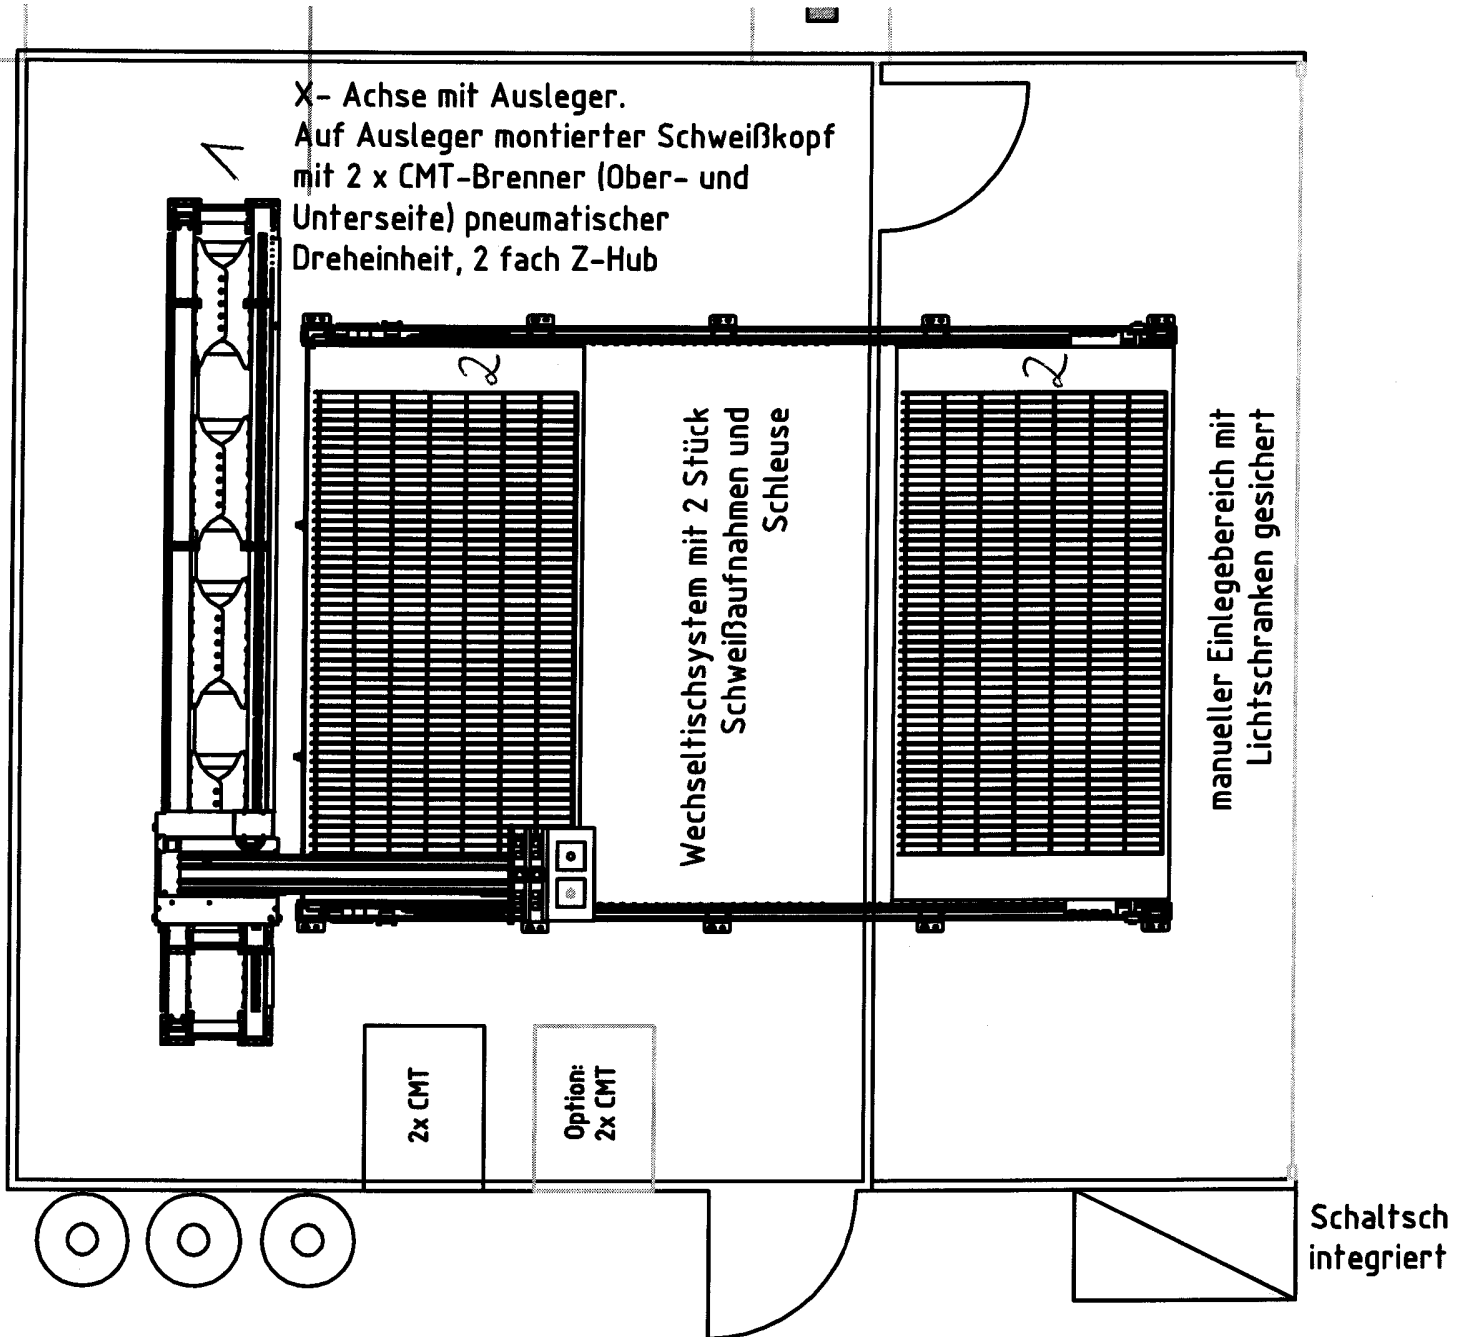 X- Achse mit Ausleger.
Auf Ausleger montierter Schweißkopf
mit 2 x CMT-Brenner (Ober- und
Unterseite) pneumatischer
Dreheinheit, 2 fach Z-Hub
1
2
2
Wechseltischsystem mit 2 Stück
Schweißaufnahmen und
Schleuse
manueller Einlegebereich mit
Lichtschranken gesichert
2x CMT
Option:
2x CMT
Schaltsch
integriert